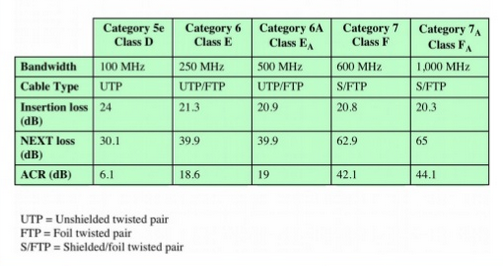 Category 5e Class D Category 6 Class E Category 6A Class EA Category 7 Class F Category 7A Class FA
Bandwidth 100 MHz 250 MHz 500 MHz 600 MHz 1,000 MHz
Cable Type UTP UTP/FTP UTP/FTP S/FTP S/FTP
Insertion loss (dB) 24 21.3 20.9 20.8 20.3
NEXT loss (dB) 30.1 39.9 39.9 62.9 65
ACR (dB) 6.1 18.6 19 42.1 44.1
UTP = Unshielded twisted pair
FTP = Foil twisted pair
S/FTP = Shielded/foil twisted pair